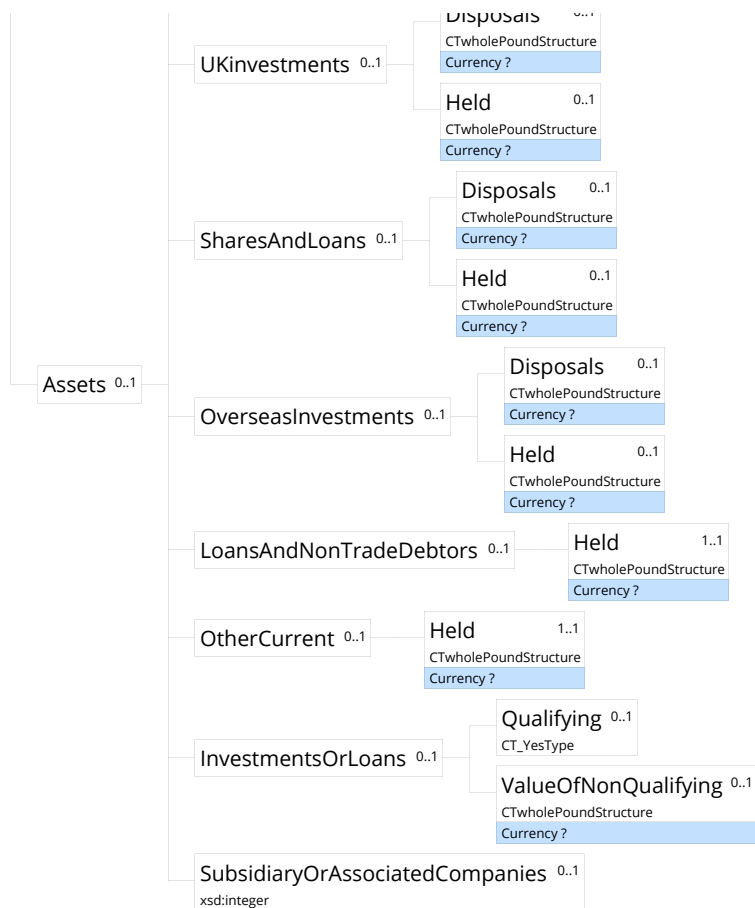 Disposals 0..1
CTwholePoundStructure
Currency ?
UKinvestments 0..1
Held 0..1
CTwholePoundStructure
Currency ?
Disposals 0..1
CTwholePoundStructure
Currency ?
SharesAndLoans 0..1
Held 0..1
CTwholePoundStructure
Currency ?
Assets 0..1
Disposals 0..1
CTwholePoundStructure
Currency ?
OverseasInvestments 0..1
Held 0..1
CTwholePoundStructure
Currency ?
LoansAndNonTradeDebtors 0..1
Held 1..1
CTwholePoundStructure
Currency ?
OtherCurrent 0..1
Held 1..1
CTwholePoundStructure
Currency ?
Qualifying 0..1
CT_YesType
InvestmentsOrLoans 0..1
ValueOfNonQualifying 0..1
CTwholePoundStructure
Currency ?
SubsidiaryOrAssociatedCompanies 0..1
xsd:integer